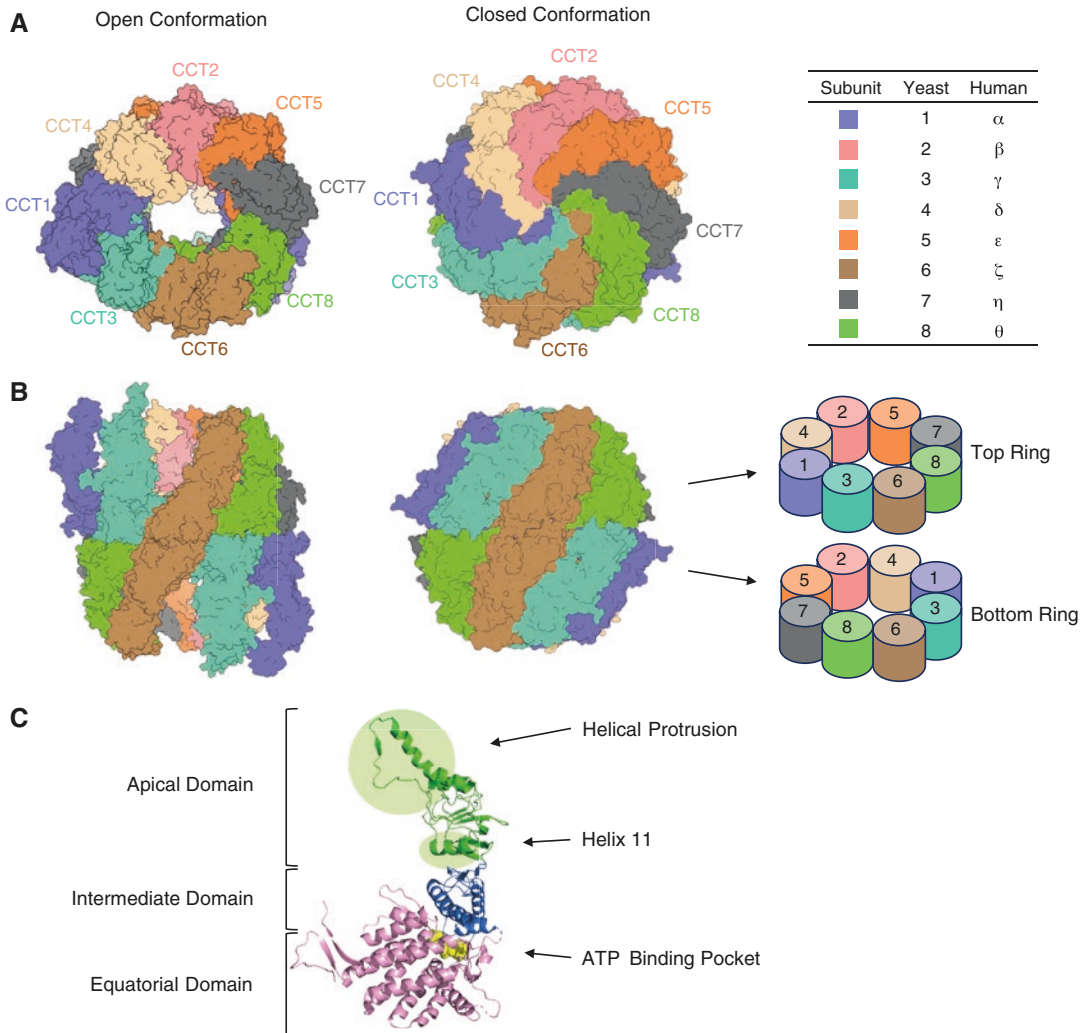 A
Open Conformation
Closed Conformation
CCT2
CCT5
CCT4
CCT7
CCT1
CCT8
CCT3
CCT6
CCT2
CCT4
CCT5
CCT1
CCT7
CCT3
CCT8
CCT6
Subunit Yeast Human
1 α
2 β
3 γ
4 δ
5 ε
6 ζ
7 η
8 θ
B
2 5
4 7
1 8
3 6
Top Ring
2 4
5 1
7 3
8 6
Bottom Ring
C
Apical Domain
Helical Protrusion
Helix 11
Intermediate Domain
ATP Binding Pocket
Equatorial Domain